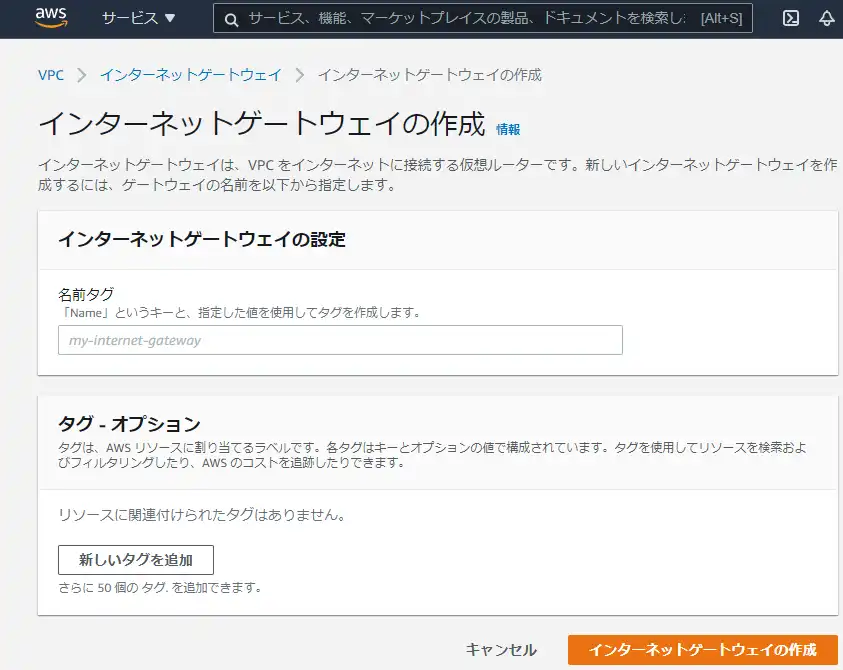 aws サービス ▼ サービス、機能、マーケットプレイスの製品、ドキュメントを検索し [Alt+S]
VPC > インターネットゲートウェイ > インターネットゲートウェイの作成
インターネットゲートウェイの作成 情報
インターネットゲートウェイは、VPC をインターネットに接続する仮想ルーターです。新しいインターネットゲートウェイを作
成するには、ゲートウェイの名前を以下から指定します。
インターネットゲートウェイの設定
名前タグ
「Name」というキーと、指定した値を使用してタグを作成します。
my-internet-gateway
タグ - オプション
タグは、AWS リソースに割り当てるラベルです。各タグはキーとオプションの値で構成されています。タグを使用してリソースを検索およ
びフィルタリングしたり、AWS のコストを追跡したりできます。
リソースに関連付けられたタグはありません。
新しいタグを追加
さらに 50 個の タグ. を追加できます。
キャンセル インターネットゲートウェイの作成